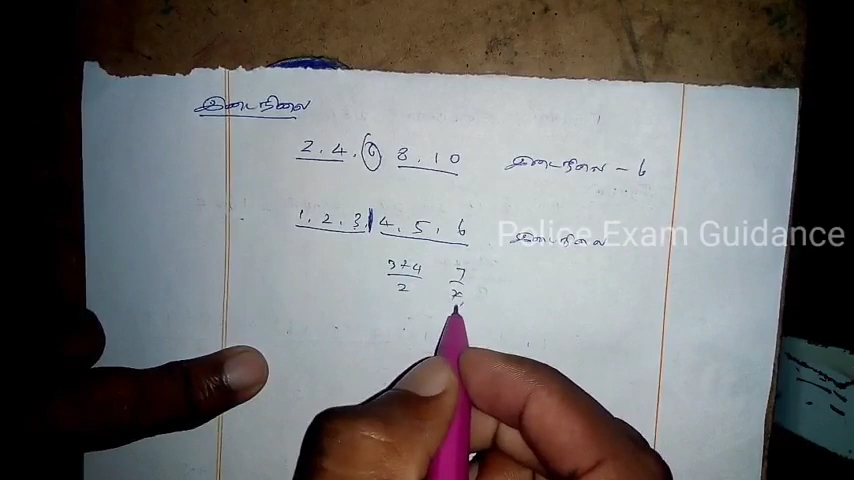 இடைநிலை
2, 4, 6 8, 10 இடைநிலை - 6
1, 2, 3, 4, 5, 6 இடைநிலை
3+4 7
2 2
Police Exam Guidance